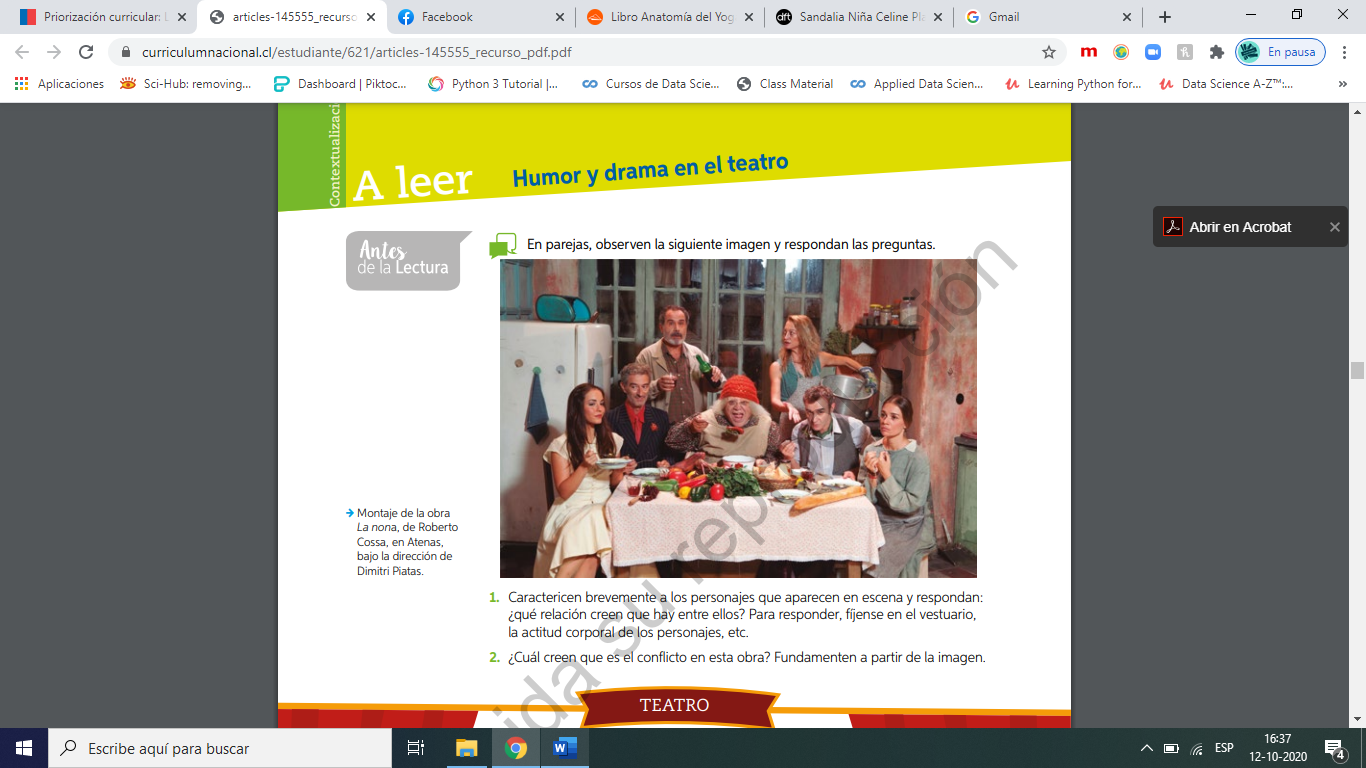 Priorización curricular: L
articles-145555_recurso
Facebook
Libro Anatomía del Yog
dft
Sandalia Niña Celine Pla
Gmail
curriculumnacional.cl/estudiante/621/articles-145555_recurso_pdf.pdf
En pausa
Aplicaciones
Sci-Hub: removing...
Dashboard | Piktoc...
Python 3 Tutorial |...
Cursos de Data Scie...
Class Material
Applied Data Scien...
Learning Python for...
Data Science A-Z™:...
»
Contextualizaci
A leer
Humor y drama en el teatro
Abrir en Acrobat
Antes
de la Lectura
En parejas, observen la siguiente imagen y respondan las preguntas.
Montaje de la obra
La nona, de Roberto
Cossa, en Atenas,
bajo la dirección de
Dimitri Piatas.
1. Caractericen brevemente a los personajes que aparecen en escena y respondan:
¿qué relación creen que hay entre ellos? Para responder, fíjense en el vestuario,
la actitud corporal de los personajes, etc.
2. ¿Cuál creen que es el conflicto en esta obra? Fundamenten a partir de la imagen.
TEATRO
Escribe aquí para buscar
ESP
16:37
12-10-2020
4